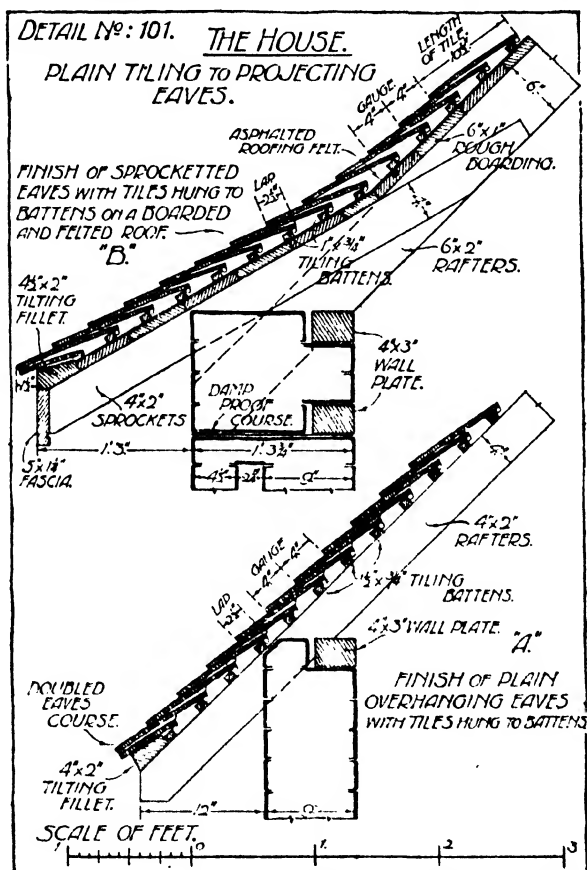 DETAIL No: 101.
THE HOUSE.
PLAIN TILING TO PROJECTING
EAVES.
LENGTH
OF TILE.
10½"
GAUGE
4"
4"
6"
ASPHALTED
ROOFING FELT.
6"x1"
ROUGH
BOARDING.
FINISH OF SPROCKETTED
EAVES WITH TILES HUNG TO
BATTENS ON A BOARDED
AND FELTED ROOF.
"B."
LAP
2½"
TILING
BATTENS.
6"x2"
RAFTERS.
4½"x2"
TILTING
FILLET.
4"x3"
WALL
PLATE.
4"x2"
SPROCKETS
DAMP
PROOF
COURSE.
1'.3"
1'.3¾"
5"x1¼"
FASCIA.
4½"
9"
4"x2"
RAFTERS.
GAUGE
4"
4"
LAP
2½"
1½"x¾" TILING
BATTENS.
4"x3" WALL PLATE.
"A."
DOUBLED
EAVES
COURSE.
FINISH OF PLAIN
OVERHANGING EAVES
WITH TILES HUNG TO BATTENS
4"x2"
TILTING
FILLET.
12"
9"
SCALE OF FEET.
1
0
1
2
3